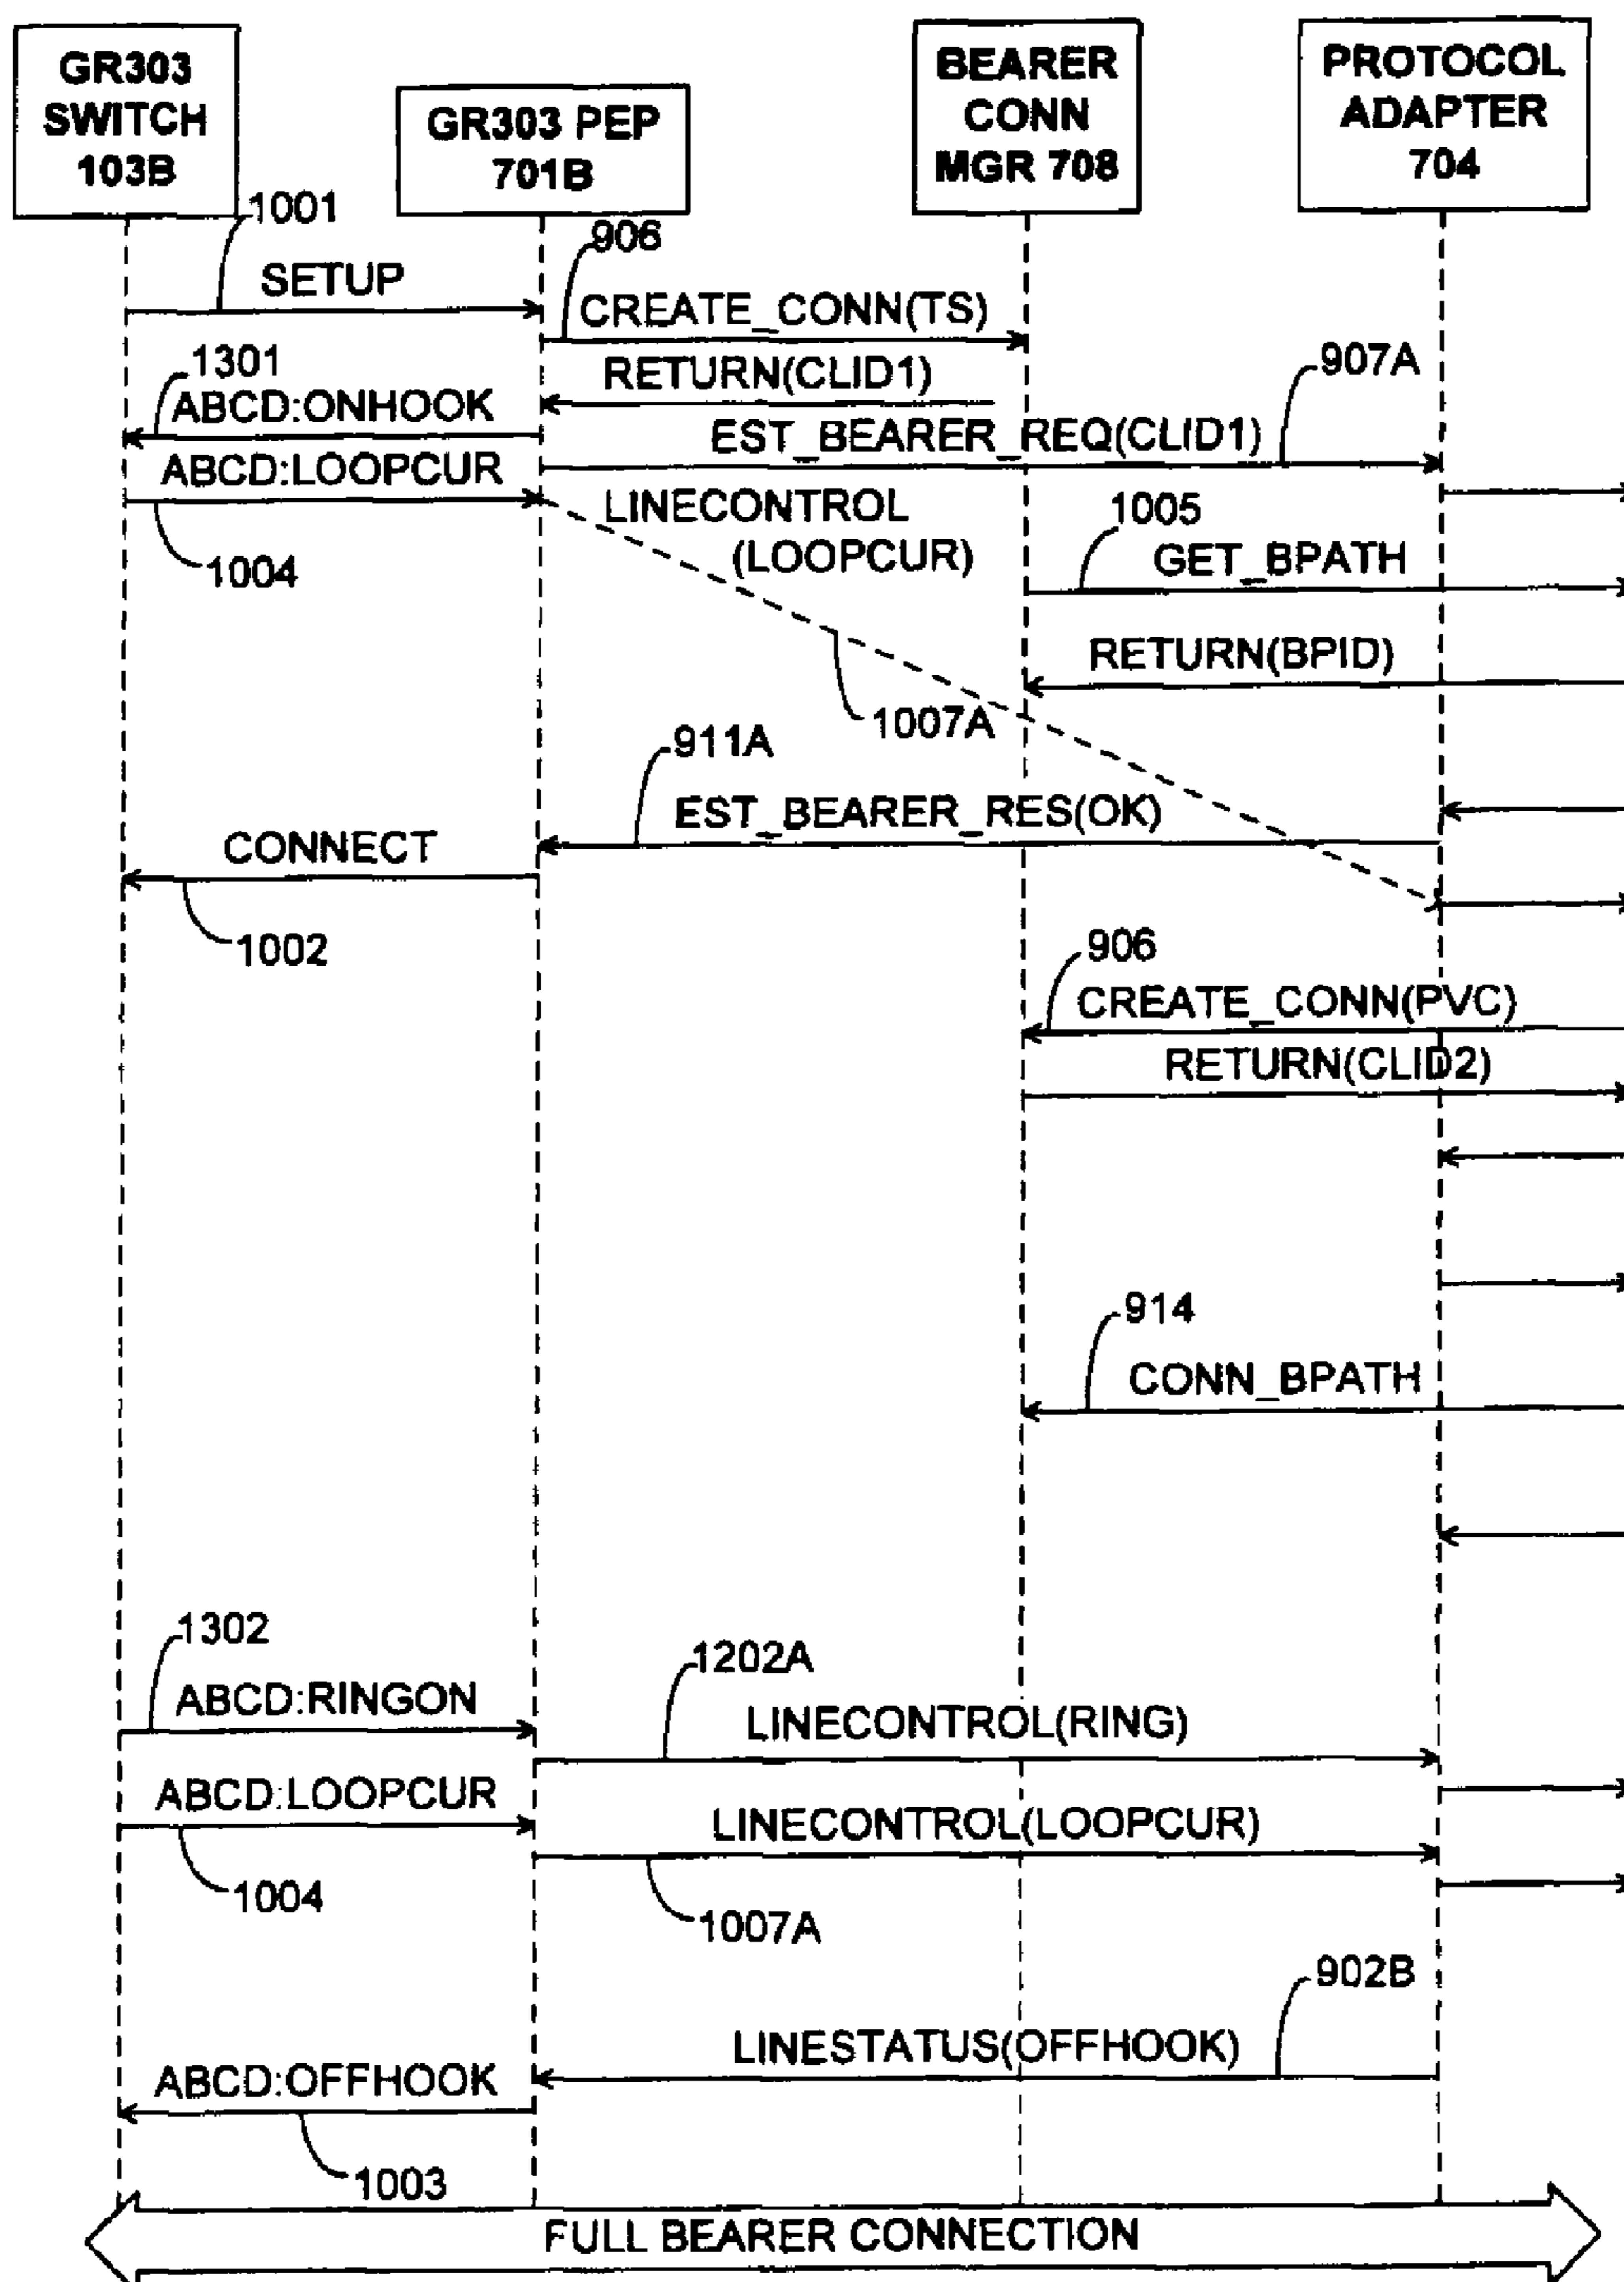 GR303
SWITCH
103B
GR303 PEP
701B
BEARER
CONN
MGR 708
PROTOCOL
ADAPTER
704
1001
SETUP
906
CREATE_CONN(TS)
1301
RETURN(CLID1)
907A
ABCD:ONHOOK
EST_BEARER_REQ(CLID1)
ABCD:LOOPCUR
LINECONTROL
(LOOPCUR)
1004
1005
GET_BPATH
RETURN(BPID)
1007A
911A
EST_BEARER_RES(OK)
CONNECT
1002
906
CREATE_CONN(PVC)
RETURN(CLID2)
914
CONN_BPATH
1302
1202A
ABCD:RINGON
LINECONTROL(RING)
ABCD:LOOPCUR
LINECONTROL(LOOPCUR)
1004
1007A
902B
LINESTATUS(OFFHOOK)
ABCD:OFFHOOK
1003
FULL BEARER CONNECTION